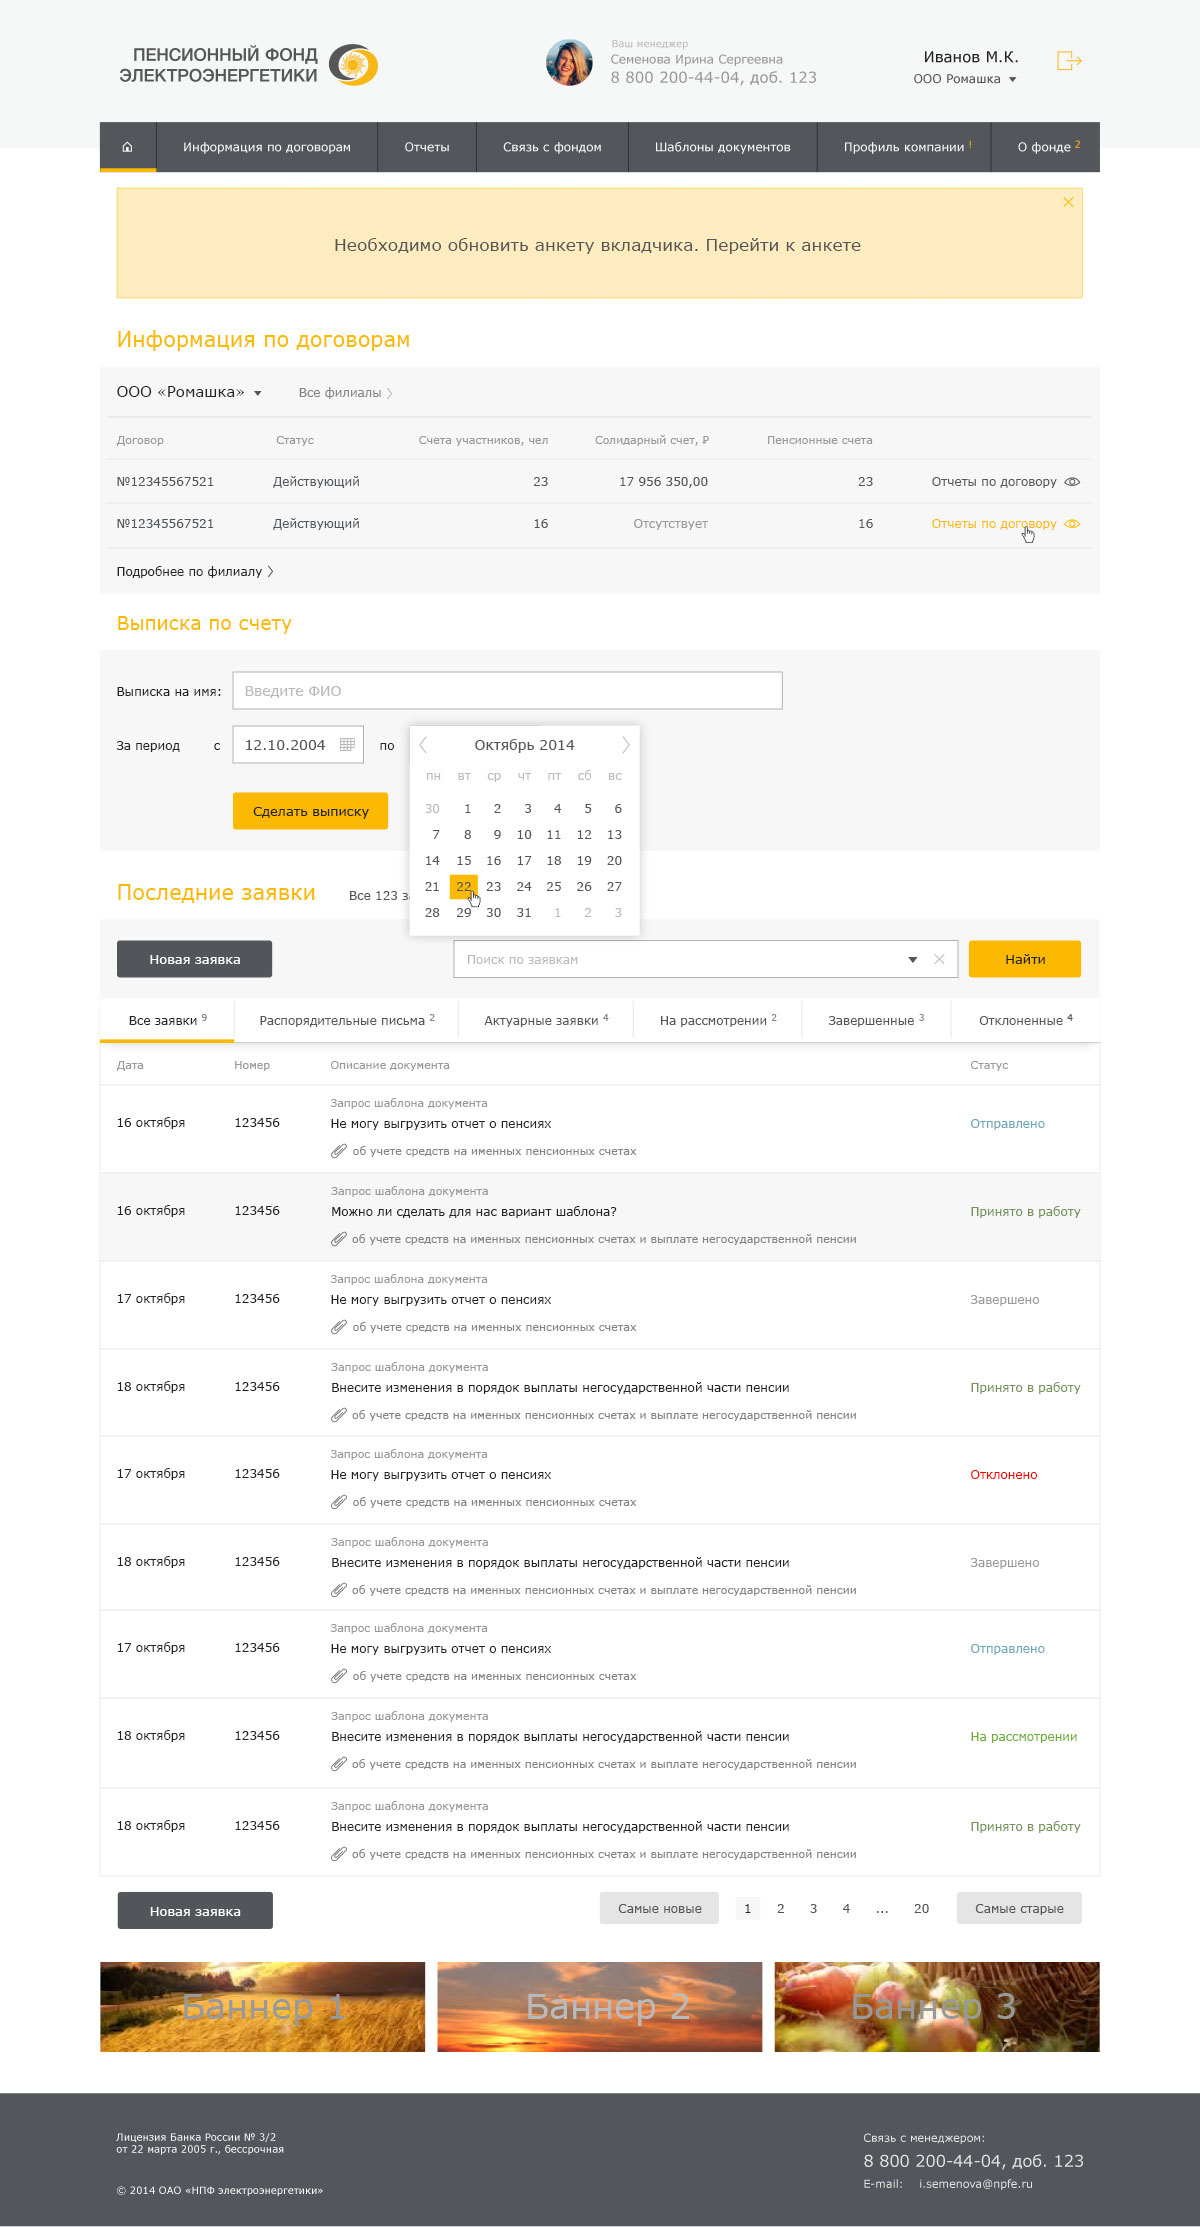 ПЕНСИОННЫЙ ФОНД
ЭЛЕКТРОЭНЕРГЕТИКИ
Ваш менеджер
Семенова Ирина Сергеевна
8 800 200-44-04, доб. 123
Иванов М.К.
ООО Ромашка
Информация по договорам Отчеты Связь с фондом Шаблоны документов Профиль компании ! О фонде 2
Необходимо обновить анкету вкладчика. Перейти к анкете
Информация по договорам
ООО «Ромашка» Все филиалы
Договор Статус Счета участников, чел Солидарный счет, ₽ Пенсионные счета
№12345567521 Действующий 23 17 956 350,00 23 Отчеты по договору
№12345567521 Действующий 16 Отсутствует 16 Отчеты по договору
Подробнее по филиалу
Выписка по счету
Выписка на имя: Введите ФИО
За период с 12.10.2004 по
Октябрь 2014
пн вт ср чт пт сб вс
30 1 2 3 4 5 6
7 8 9 10 11 12 13
14 15 16 17 18 19 20
21 22 23 24 25 26 27
28 29 30 31 1 2 3
Сделать выписку
Последние заявки Все 123
Новая заявка Поиск по заявкам Найти
Все заявки 9 Распорядительные письма 2 Актуарные заявки 4 На рассмотрении 2 Завершенные 3 Отклоненные 4
Дата Номер Описание документа Статус
Запрос шаблона документа
16 октября 123456 Не могу выгрузить отчет о пенсиях Отправлено
об учете средств на именных пенсионных счетах
Запрос шаблона документа
16 октября 123456 Можно ли сделать для нас вариант шаблона? Принято в работу
об учете средств на именных пенсионных счетах и выплате негосударственной пенсии
Запрос шаблона документа
17 октября 123456 Не могу выгрузить отчет о пенсиях Завершено
об учете средств на именных пенсионных счетах
Запрос шаблона документа
18 октября 123456 Внесите изменения в порядок выплаты негосударственной части пенсии Принято в работу
об учете средств на именных пенсионных счетах и выплате негосударственной пенсии
Запрос шаблона документа
17 октября 123456 Не могу выгрузить отчет о пенсиях Отклонено
об учете средств на именных пенсионных счетах
Запрос шаблона документа
18 октября 123456 Внесите изменения в порядок выплаты негосударственной части пенсии Завершено
об учете средств на именных пенсионных счетах и выплате негосударственной пенсии
Запрос шаблона документа
17 октября 123456 Не могу выгрузить отчет о пенсиях Отправлено
об учете средств на именных пенсионных счетах
Запрос шаблона документа
18 октября 123456 Внесите изменения в порядок выплаты негосударственной части пенсии На рассмотрении
об учете средств на именных пенсионных счетах и выплате негосударственной пенсии
Запрос шаблона документа
18 октября 123456 Внесите изменения в порядок выплаты негосударственной части пенсии Принято в работу
об учете средств на именных пенсионных счетах и выплате негосударственной пенсии
Новая заявка Самые новые 1 2 3 4 ... 20 Самые старые
Баннер 1 Баннер 2 Баннер 3
Лицензия Банка России № 3/2
от 22 марта 2005 г., бессрочная
© 2014 ОАО «НПФ электроэнергетики»
Связь с менеджером:
8 800 200-44-04, доб. 123
E-mail: i.semenova@npfe.ru